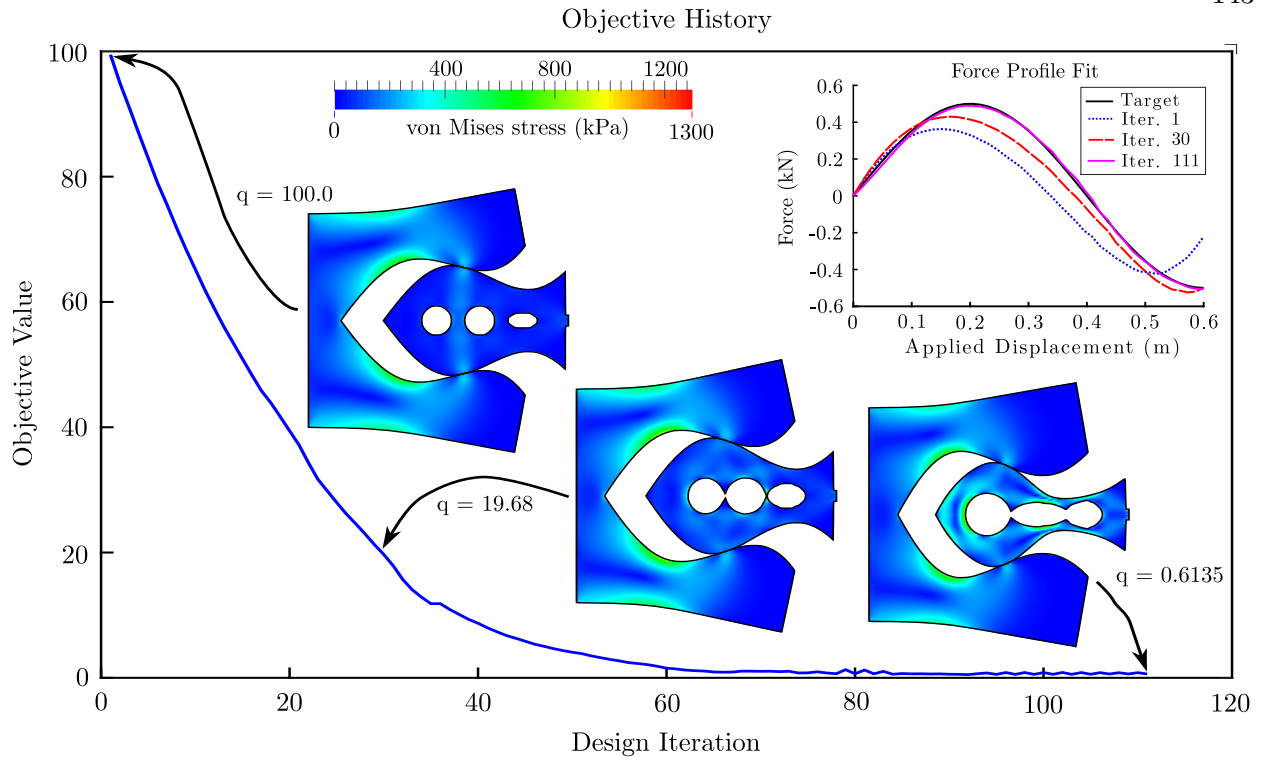 Objective History
100
80
60
40
20
0
Objective Value
0
20
40
60
80
100
120
Design Iteration
400
800
1200
0
von Mises stress (kPa)
1300
q = 100.0
q = 19.68
q = 0.6135
Force Profile Fit
0.6
0.4
0.2
0
-0.2
-0.4
-0.6
Force (kN)
Target
Iter. 1
Iter. 30
Iter. 111
0
0.1
0.2
0.3
0.4
0.5
0.6
Applied Displacement (m)